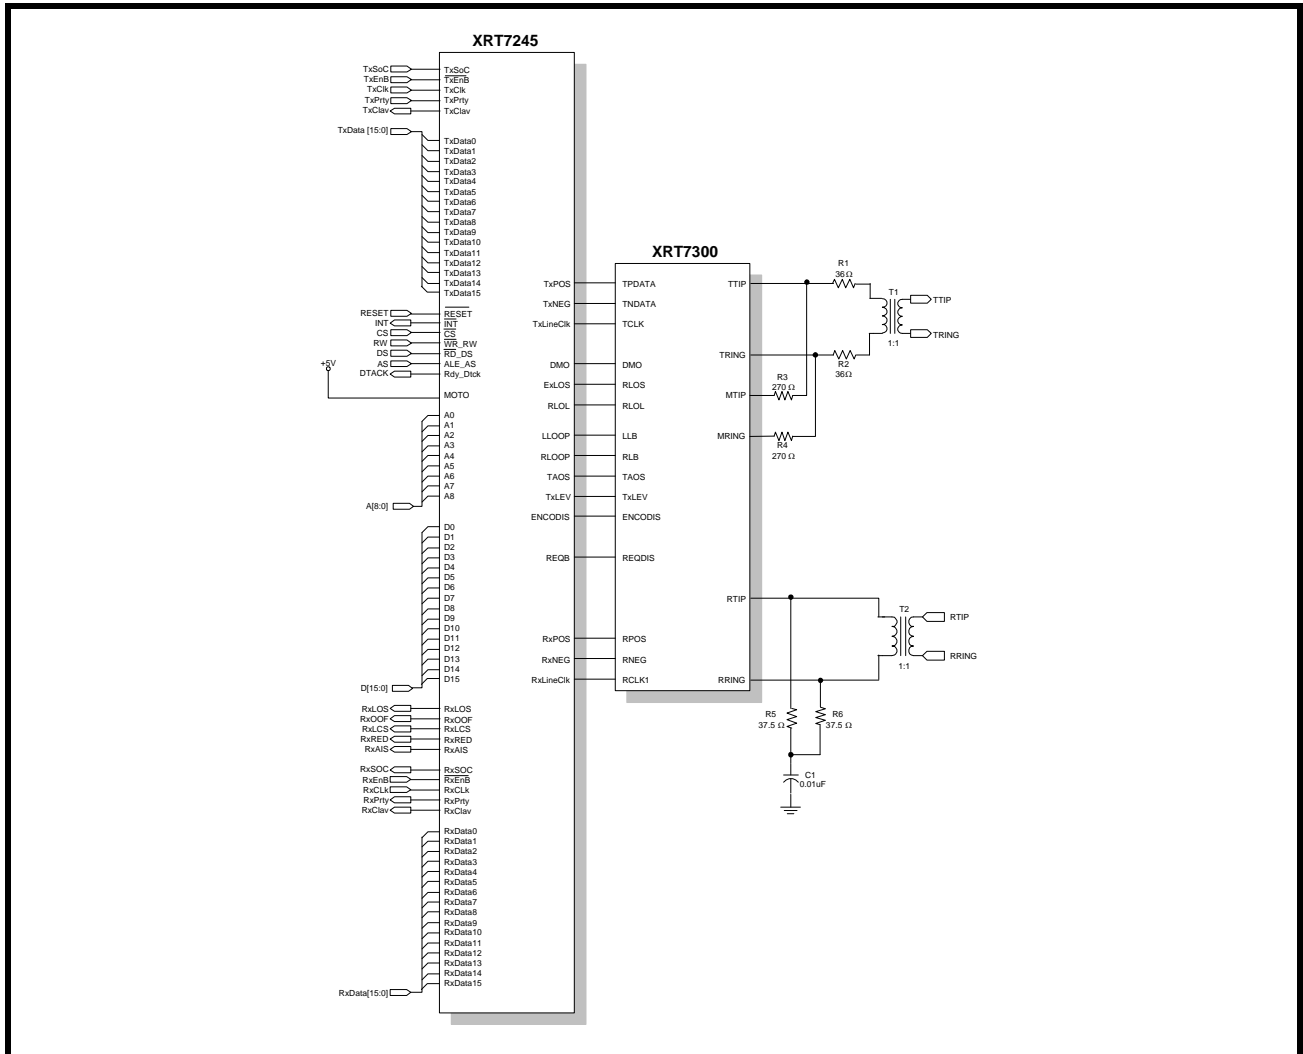 XRT7245
TxSoC
TxEnB
TxClk
TxPrty
TxClav
TxData [15:0]
TxSoC
TxEnB
TxClk
TxPrty
TxClav
TxData0
TxData1
TxData2
TxData3
TxData4
TxData5
TxData6
TxData7
TxData8
TxData9
TxData10
TxData11
TxData12
TxData13
TxData14
TxData15
RESET
INT
CS
RW
DS
AS
DTACK
+5V
RESET
INT
CS
WR_RW
RD_DS
ALE_AS
Rdy_Dtck
MOTO
A0
A1
A2
A3
A4
A5
A6
A7
A8
A[8:0]
D0
D1
D2
D3
D4
D5
D6
D7
D8
D9
D10
D11
D12
D13
D14
D15
D[15:0]
RxLOS
RxOOF
RxLCS
RxRED
RxAIS
RxLOS
RxOOF
RxLCS
RxRED
RxAIS
RxSOC
RxEnB
RxCLk
RxPrty
RxClav
RxSOC
RxEnB
RxCLk
RxPrty
RxClav
RxData0
RxData1
RxData2
RxData3
RxData4
RxData5
RxData6
RxData7
RxData8
RxData9
RxData10
RxData11
RxData12
RxData13
RxData14
RxData15
RxData[15:0]
TxPOS
TxNEG
TxLineClk
DMO
ExLOS
RLOL
LLOOP
RLOOP
TAOS
TxLEV
ENCODIS
REQB
RxPOS
RxNEG
RxLineClk
XRT7300
TPDATA
TNDATA
TCLK
DMO
RLOS
RLOL
LLB
RLB
TAOS
TxLEV
ENCODIS
REQDIS
RPOS
RNEG
RCLK1
TTIP
TRING
MTIP
MRING
RTIP
RRING
R1
36Ω
R2
36Ω
R3
270 Ω
R4
270 Ω
T1
1:1
TTIP
TRING
T2
1:1
RTIP
RRING
R5
37.5 Ω
R6
37.5 Ω
C1
0.01uF